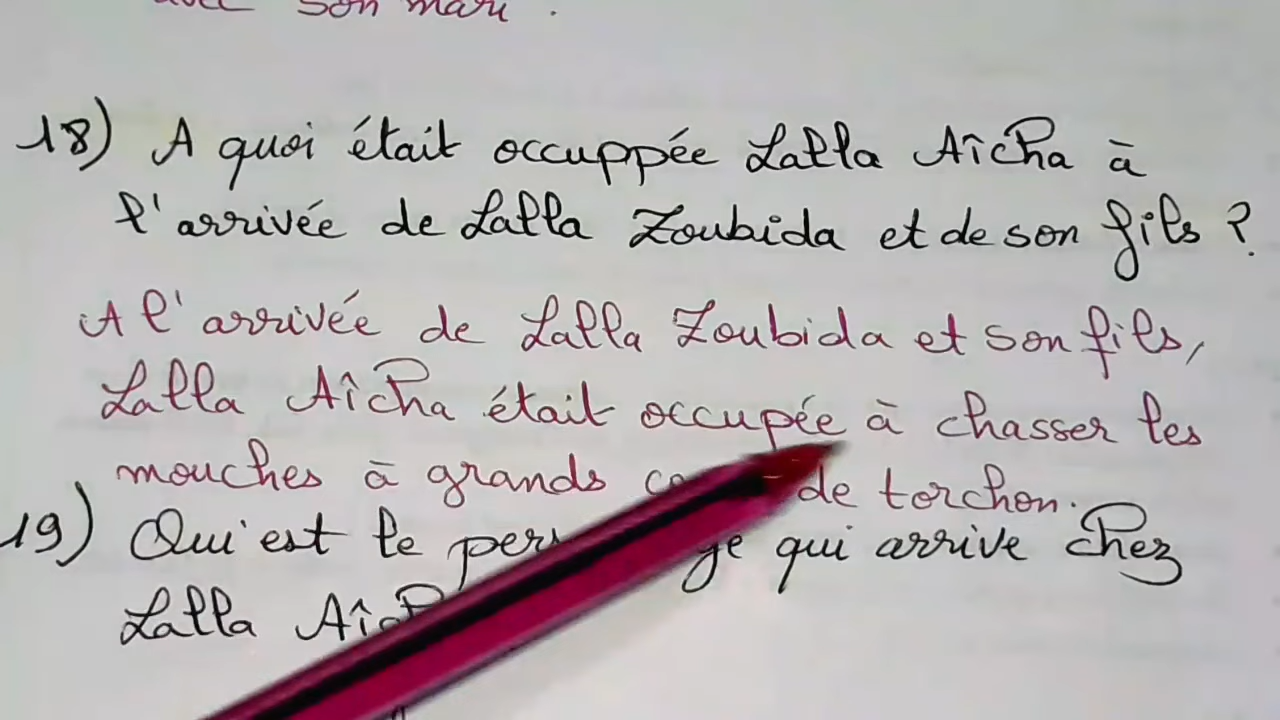 son mari.
18) A quoi était occuppée Lalla Aîcha à
l'arrivée de Lalla Zoubida et de son fils ?
A l'arrivée de Lalla Zoubida et son fils,
Lalla Aîcha était occupée à chasser les
mouches à grands de torchon.
19) Qui est le qui arrive chez
Lalla